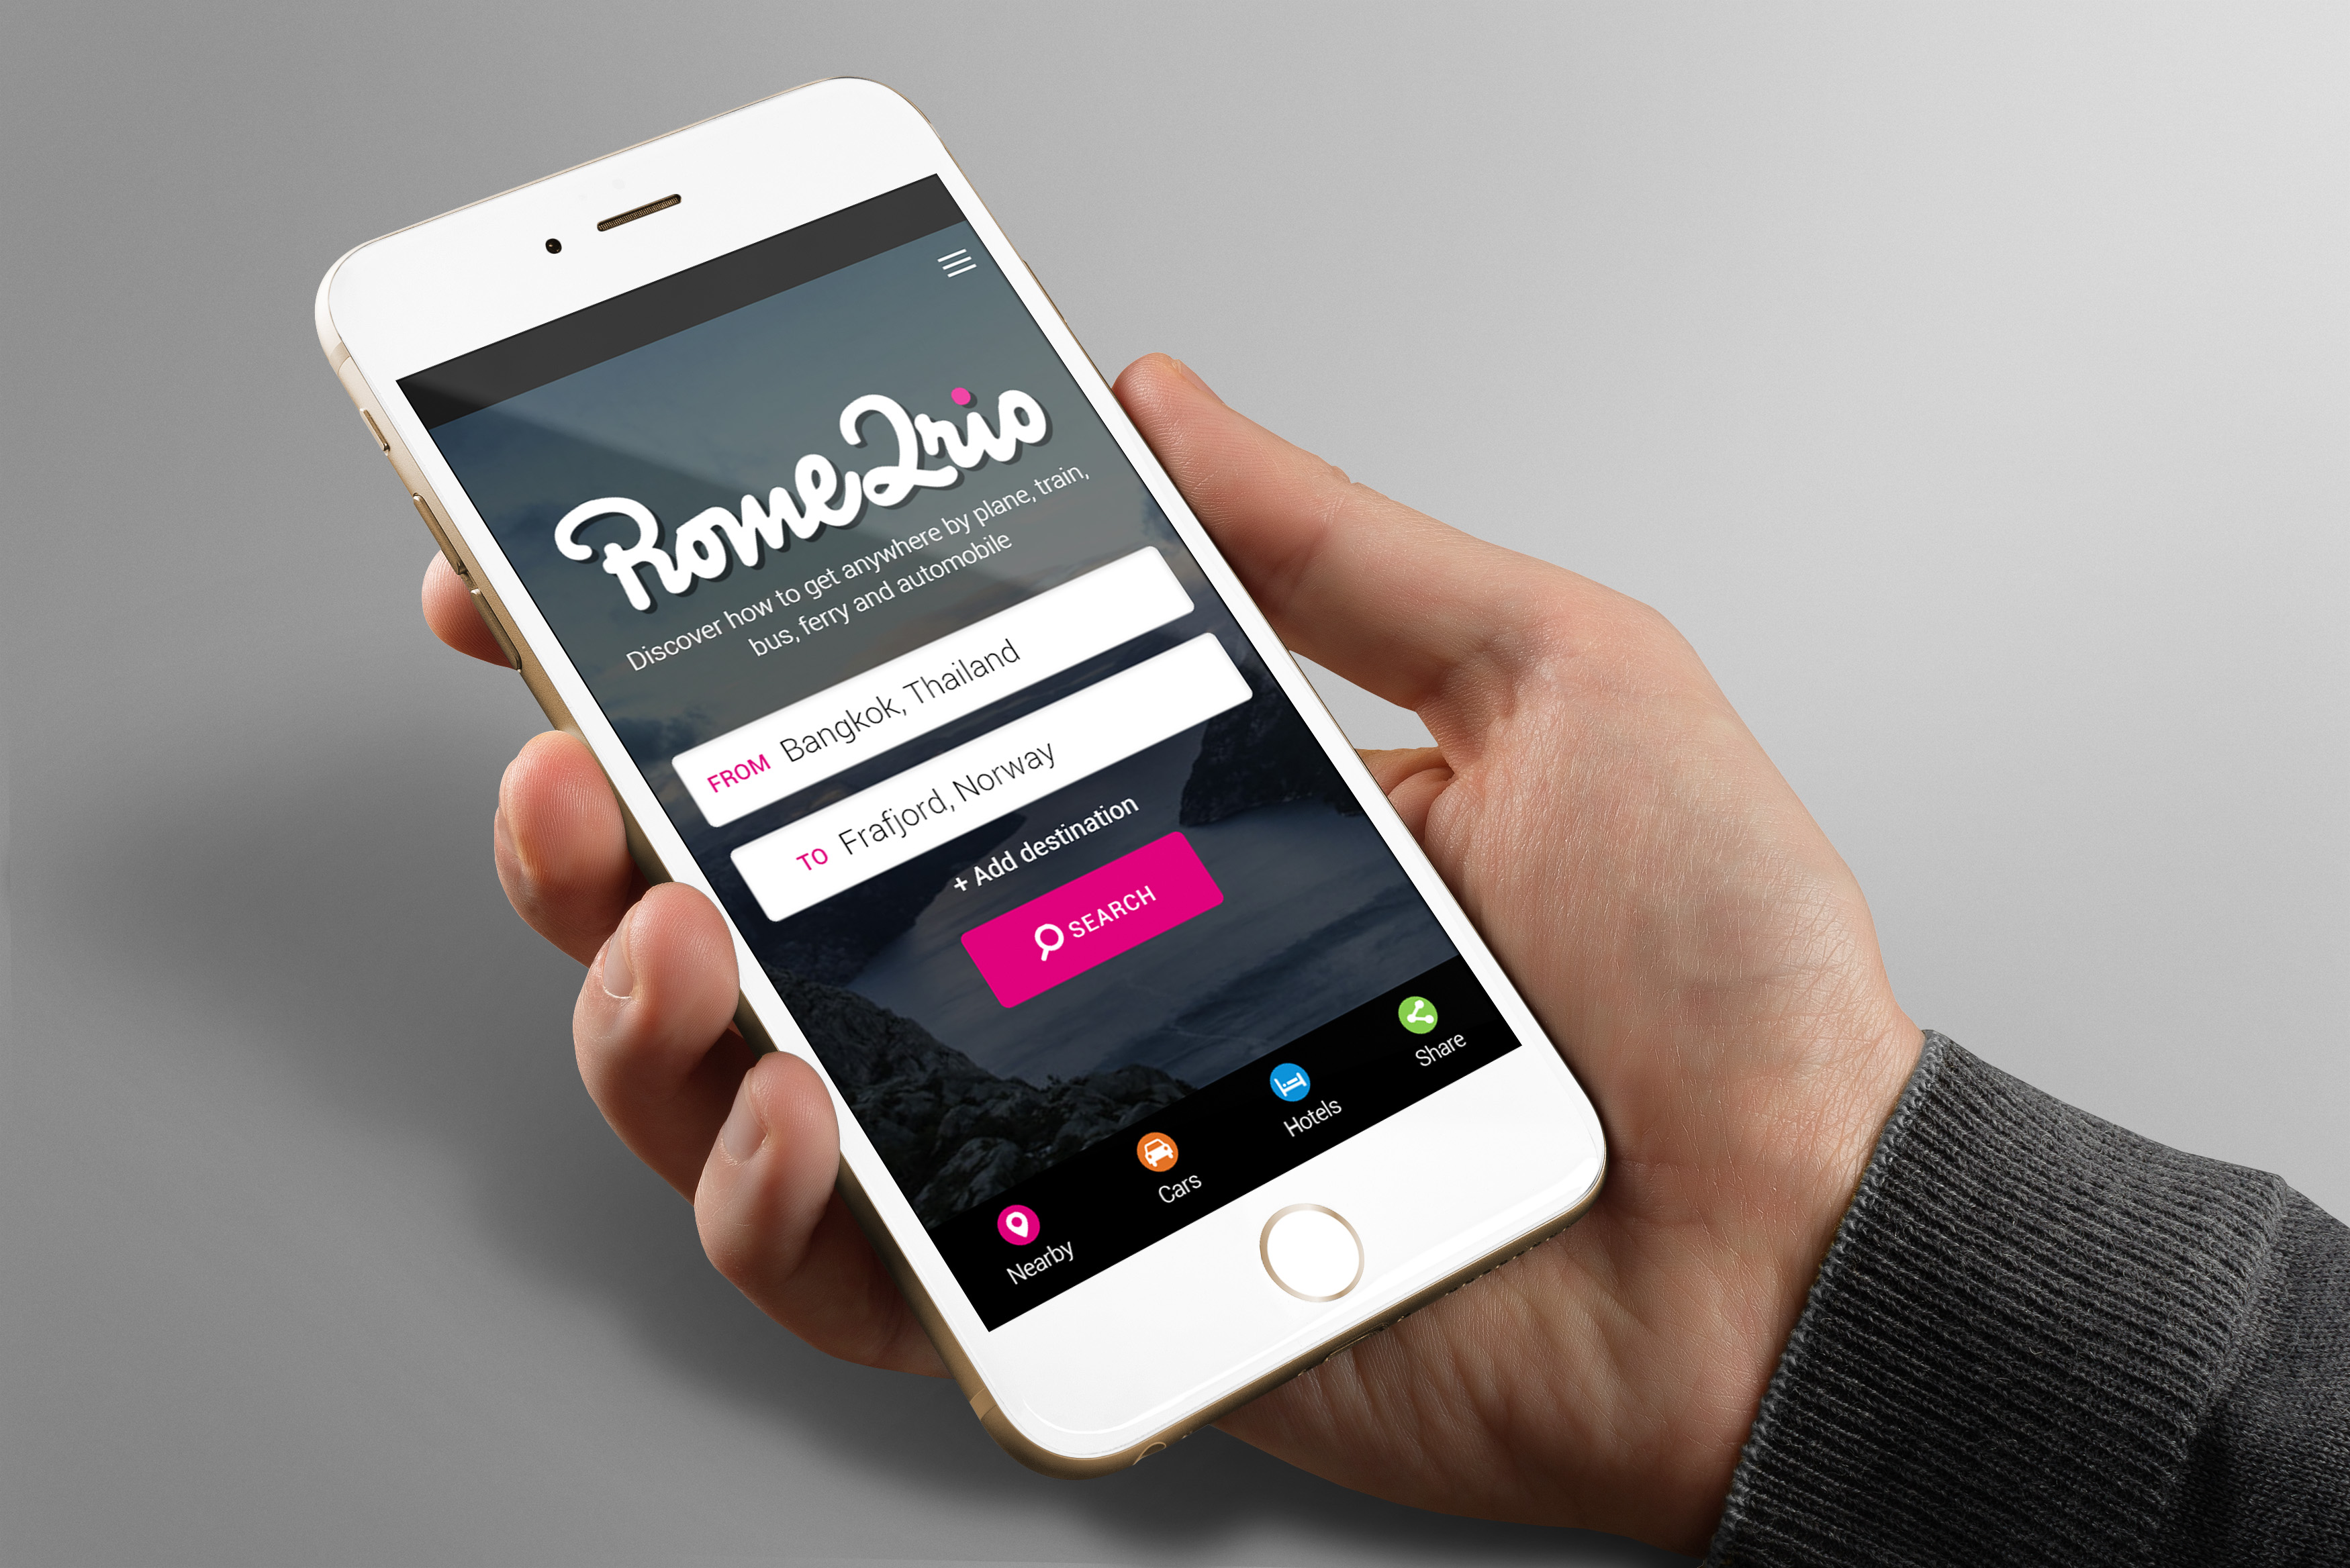 Rome2rio
Discover how to get anywhere by plane, train,
bus, ferry and automobile
FROM Bangkok, Thailand
TO Frafjord, Norway
+ Add destination
SEARCH
Nearby
Cars
Hotels
Share